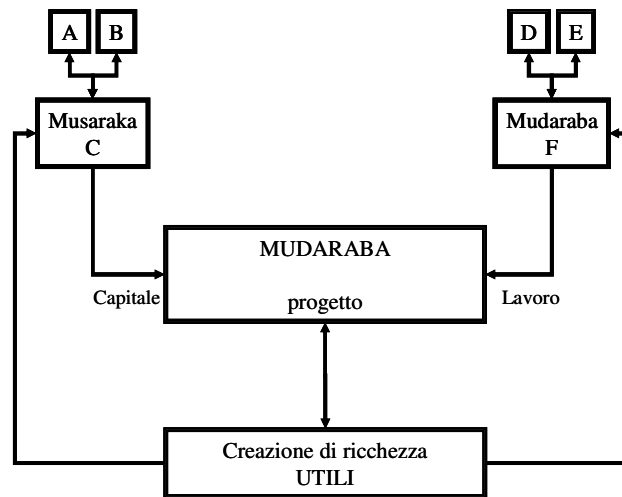 A
B
D
E
Musaraka
C
Mudaraba
F
MUDARABA
progetto
Capitale
Lavoro
Creazione di ricchezza
UTILI